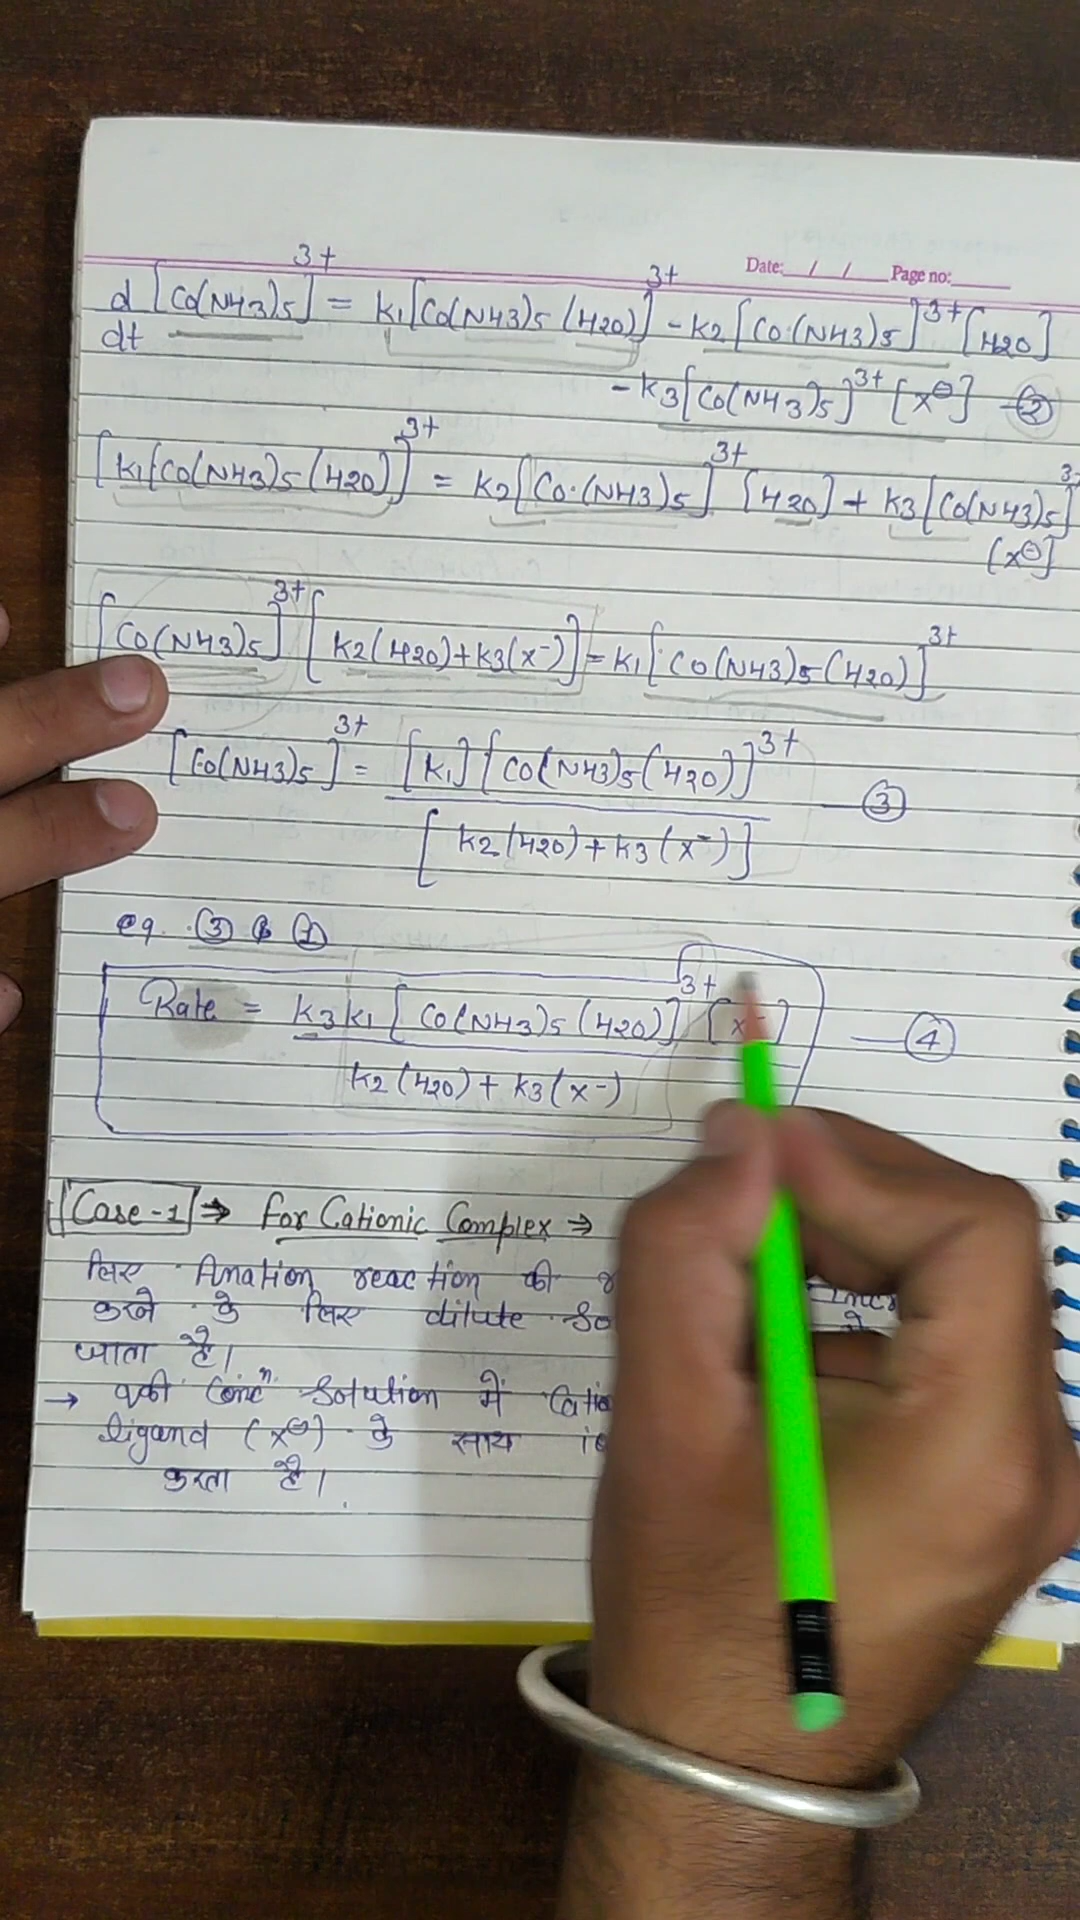 Date: / / Page no:
d/dt [Co(NH3)5]3+ = K1[Co(NH3)5(H2O)]3+ - K2[Co(NH3)5]3+[H2O]
-K3[Co(NH3)5]3+[x⊖] - ②
[K1[Co(NH3)5(H2O)]3+ = K2[Co(NH3)5]3+[H2O] + K3[Co(NH3)5]
[x⊖]
[Co(NH3)5]3+ [K2(H2O)+K3(x-)] = K1[Co(NH3)5(H2O)]3+
[Co(NH3)5]3+ = [K1][Co(NH3)5(H2O)]3+ — ③
[K2(H2O)+K3(x-)]
eq. ③ & ①
Rate = K3K1[Co(NH3)5(H2O)]3+ [x-] — ④
K2(H2O)+K3(x-)
Case-1 ⇒ For Cationic Complex ⇒
लिए Anation reaction की
करने के लिए dilute में
जाता है।
→ Concn Solution में
ligand (x⊖) के साथ
करता है।